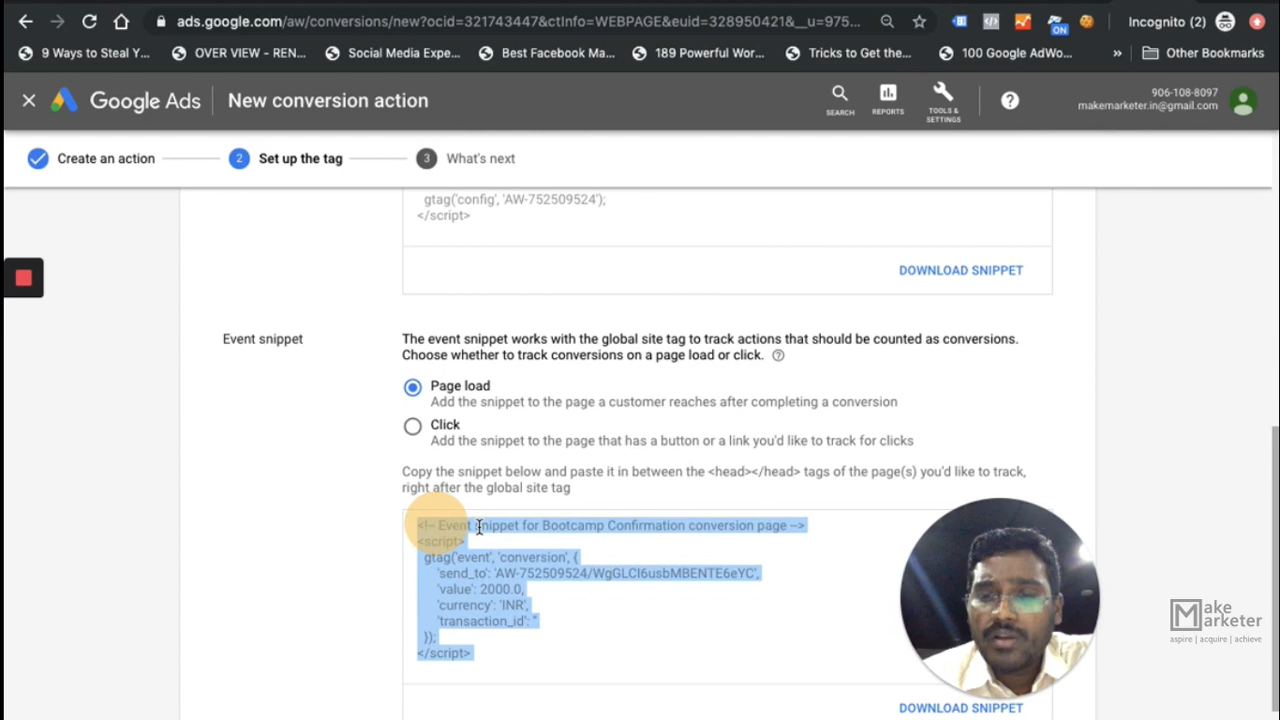 ads.google.com/aw/conversions/new?ocid=321743447&ctInfo=WEBPAGE&euid=328950421&__u=975...
Incognito (2)
ON
9 Ways to Steal Y...
OVER VIEW - REN...
Social Media Expe...
Best Facebook Ma...
189 Powerful Wor...
Tricks to Get the...
100 Google AdWo...
»
Other Bookmarks
Google Ads
New conversion action
SEARCH
REPORTS
TOOLS & SETTINGS
906-108-8097
makemarketer.in@gmail.com
Create an action
2 Set up the tag
3 What's next
gtag('config', 'AW-752509524');
</script>
DOWNLOAD SNIPPET
Event snippet
The event snippet works with the global site tag to track actions that should be counted as conversions.
Choose whether to track conversions on a page load or click.
Page load
Add the snippet to the page a customer reaches after completing a conversion
Click
Add the snippet to the page that has a button or a link you'd like to track for clicks
Copy the snippet below and paste it in between the <head></head> tags of the page(s) you'd like to track,
right after the global site tag
<!-- Event snippet for Bootcamp Confirmation conversion page -->
<script>
gtag('event', 'conversion', {
'send_to': 'AW-752509524/WgGLCI6usbMBENTE6eYC',
'value': 2000.0,
'currency': 'INR',
'transaction_id': ''
});
</script>
DOWNLOAD SNIPPET
Make
Marketer
aspire | acquire | achieve